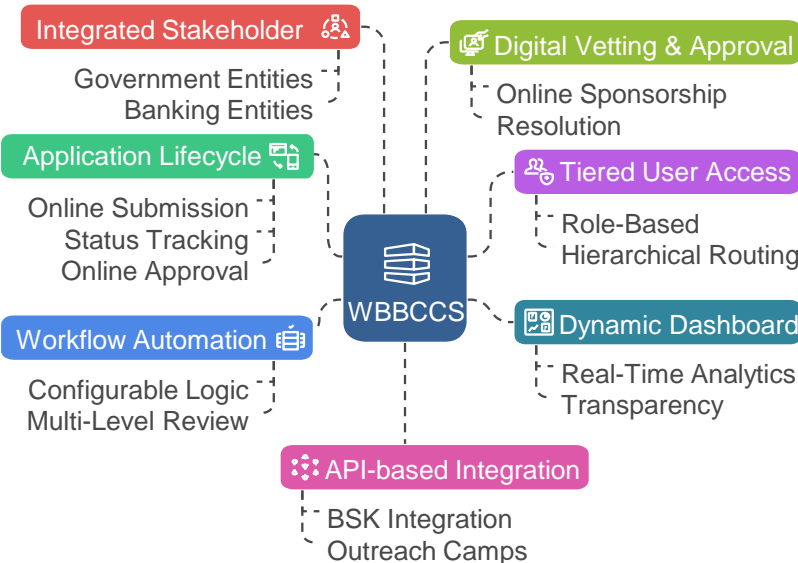 Integrated Stakeholder
Government Entities
Banking Entities
Digital Vetting & Approval
Online Sponsorship
Resolution
Application Lifecycle
Online Submission
Status Tracking
Online Approval
Tiered User Access
Role-Based
Hierarchical Routing
WBBCCS
Workflow Automation
Configurable Logic
Multi-Level Review
Dynamic Dashboard
Real-Time Analytics
Transparency
API-based Integration
BSK Integration
Outreach Camps